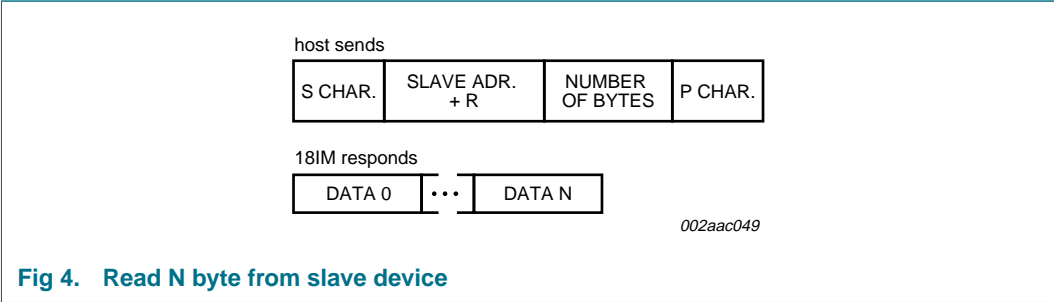 host sends
S CHAR.
SLAVE ADR.
+ R
NUMBER
OF BYTES
P CHAR.
18IM responds
DATA 0
•••
DATA N
002aac049
Fig 4. Read N byte from slave device